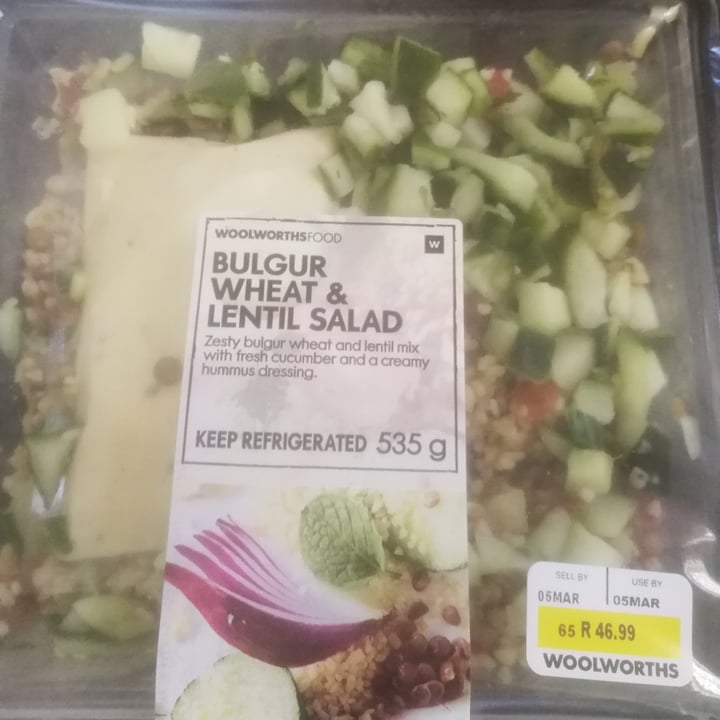 WOOLWORTHSFOOD
W
BULGUR
WHEAT &
LENTIL SALAD
Zesty bulgur wheat and lentil mix
with fresh cucumber and a creamy
hummus dressing.
KEEP REFRIGERATED 535 g
SELL BY USE BY
05MAR 05MAR
65 R 46.99
WOOLWORTHS